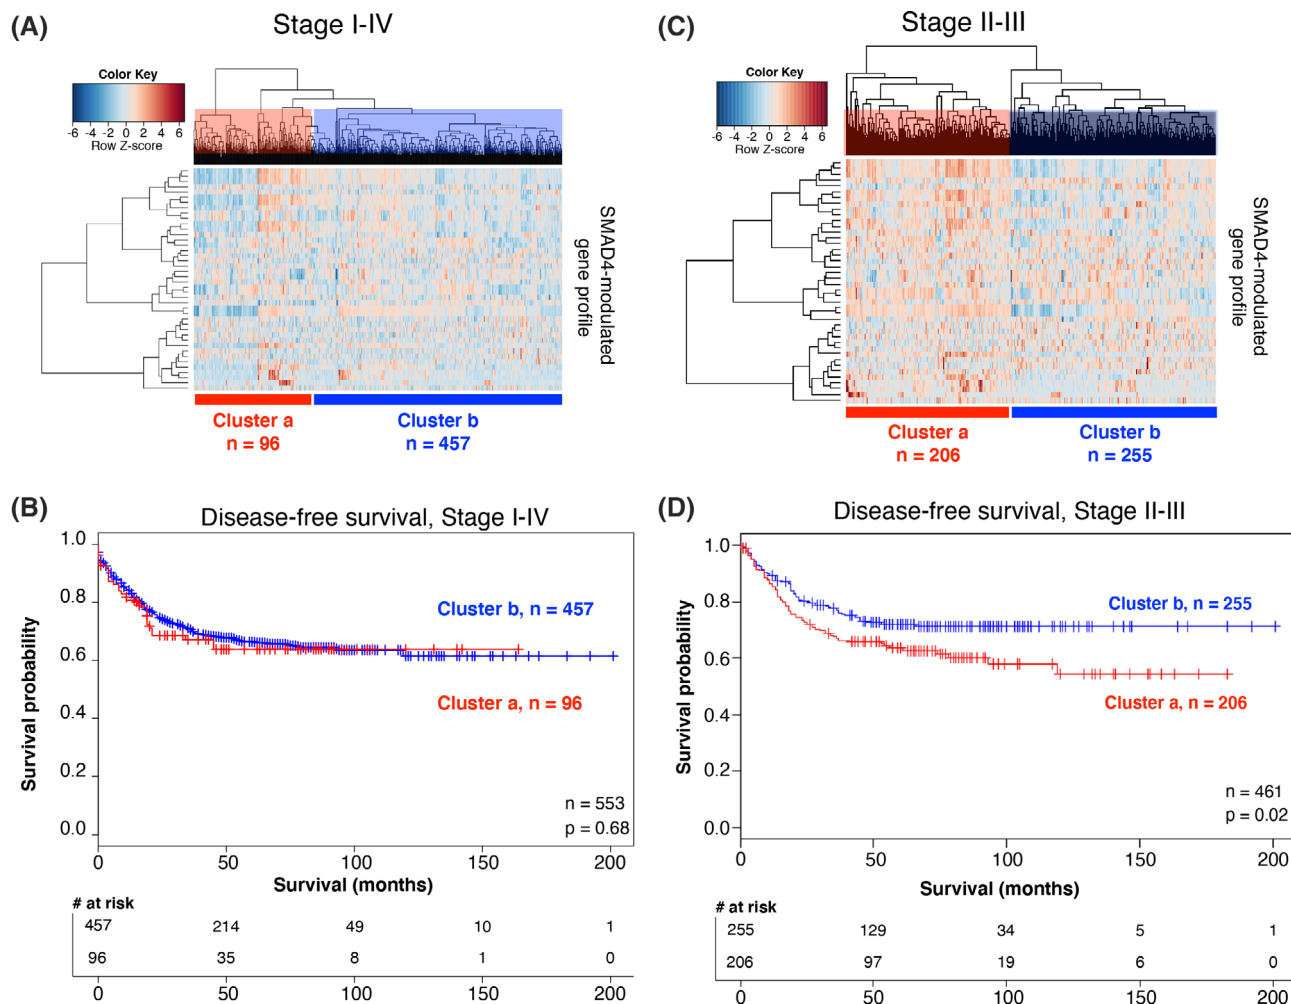 (A)
Stage I-IV
Color Key
-6 -4 -2 0 2 4 6
Row Z-score
SMAD4-modulated
gene profile
Cluster a
n = 96
Cluster b
n = 457
(C)
Stage II-III
Color Key
-6 -4 -2 0 2 4 6
Row Z-score
SMAD4-modulated
gene profile
Cluster a
n = 206
Cluster b
n = 255
(B)
Disease-free survival, Stage I-IV
Survival probability
1.0
0.8
0.6
0.4
0.2
0.0
Cluster b, n = 457
Cluster a, n = 96
n = 553
p = 0.68
0 50 100 150 200
Survival (months)
# at risk
457 214 49 10 1
96 35 8 1 0
0 50 100 150 200
(D)
Disease-free survival, Stage II-III
Survival probability
1.0
0.8
0.6
0.4
0.2
0.0
Cluster b, n = 255
Cluster a, n = 206
n = 461
p = 0.02
0 50 100 150 200
Survival (months)
# at risk
255 129 34 5 1
206 97 19 6 0
0 50 100 150 200